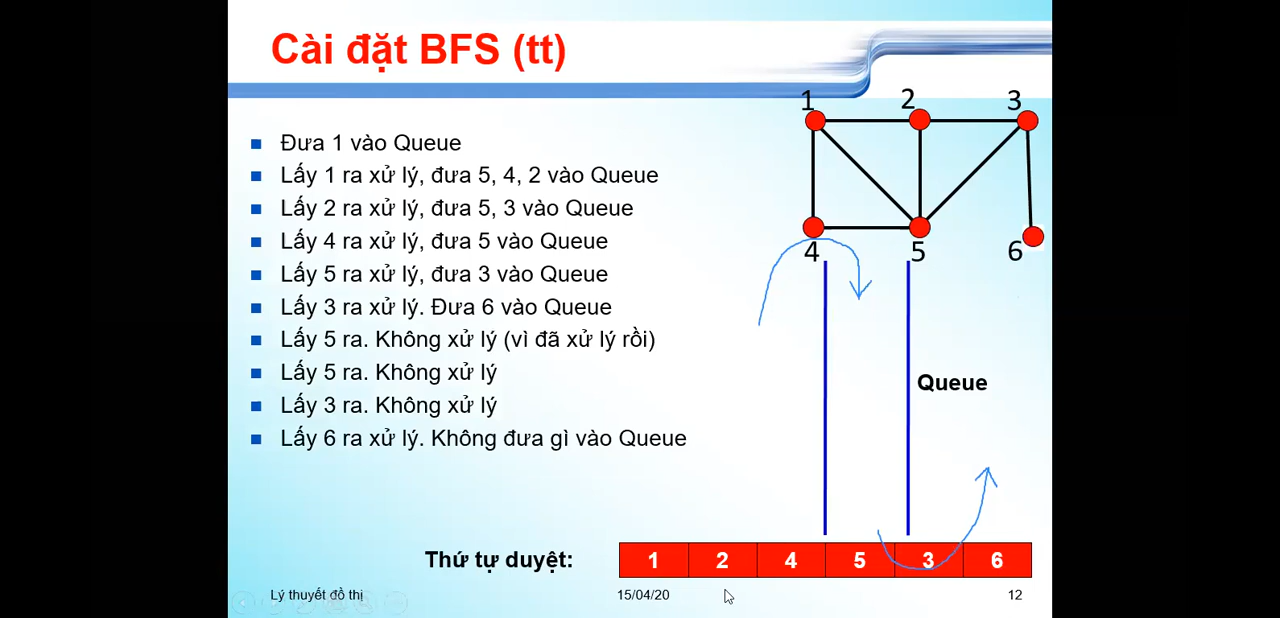 Cài đặt BFS (tt)
1 2 3
Đưa 1 vào Queue
Lấy 1 ra xử lý, đưa 5, 4, 2 vào Queue
Lấy 2 ra xử lý, đưa 5, 3 vào Queue
Lấy 4 ra xử lý, đưa 5 vào Queue
4 5 6
Lấy 5 ra xử lý, đưa 3 vào Queue
Lấy 3 ra xử lý. Đưa 6 vào Queue
Lấy 5 ra. Không xử lý (vì đã xử lý rồi)
Lấy 5 ra. Không xử lý
Queue
Lấy 3 ra. Không xử lý
Lấy 6 ra xử lý. Không đưa gì vào Queue
Thứ tự duyệt: 1 2 4 5 3 6
Lý thuyết đồ thị 15/04/20 12